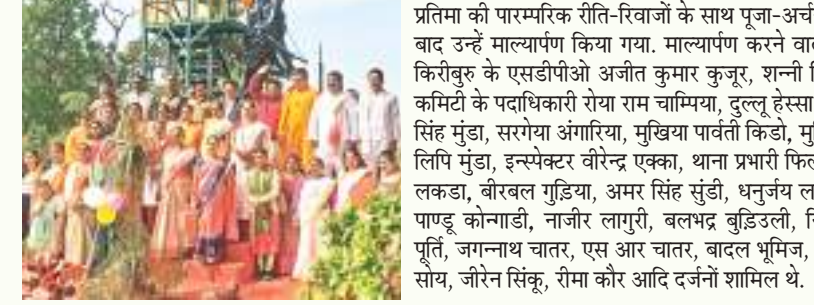 प्रतिमा की पारम्परिक रीति-रिवाजों के साथ पूजा-अर्च
बाद उन्हें माल्यार्पण किया गया. माल्यार्पण करने वा
किरीबुरु के एसडीपीओ अजीत कुमार कुजूर, शन्नी
कमिटी के पदाधिकारी रोया राम चाम्पिया, दुल्लू हेस्सा
सिंह मुंडा, सरगेया अंगारिया, मुखिया पार्वती किडो, मु
लिपि मुंडा, इन्स्पेक्टर वीरेन्द्र एक्का, थाना प्रभारी फिल
लकडा, बीरबल गुड़िया, अमर सिंह सुंडी, धनुर्जय ल
पाण्डू कोन्गाडी, नाजीर लागुरी, बलभद्र बुड़िउली,
पूर्ति, जगन्नाथ चातर, एस आर चातर, बादल भूमिज,
सोय, जीरेन सिंकू, रीमा कौर आदि दर्जनों शामिल थे.